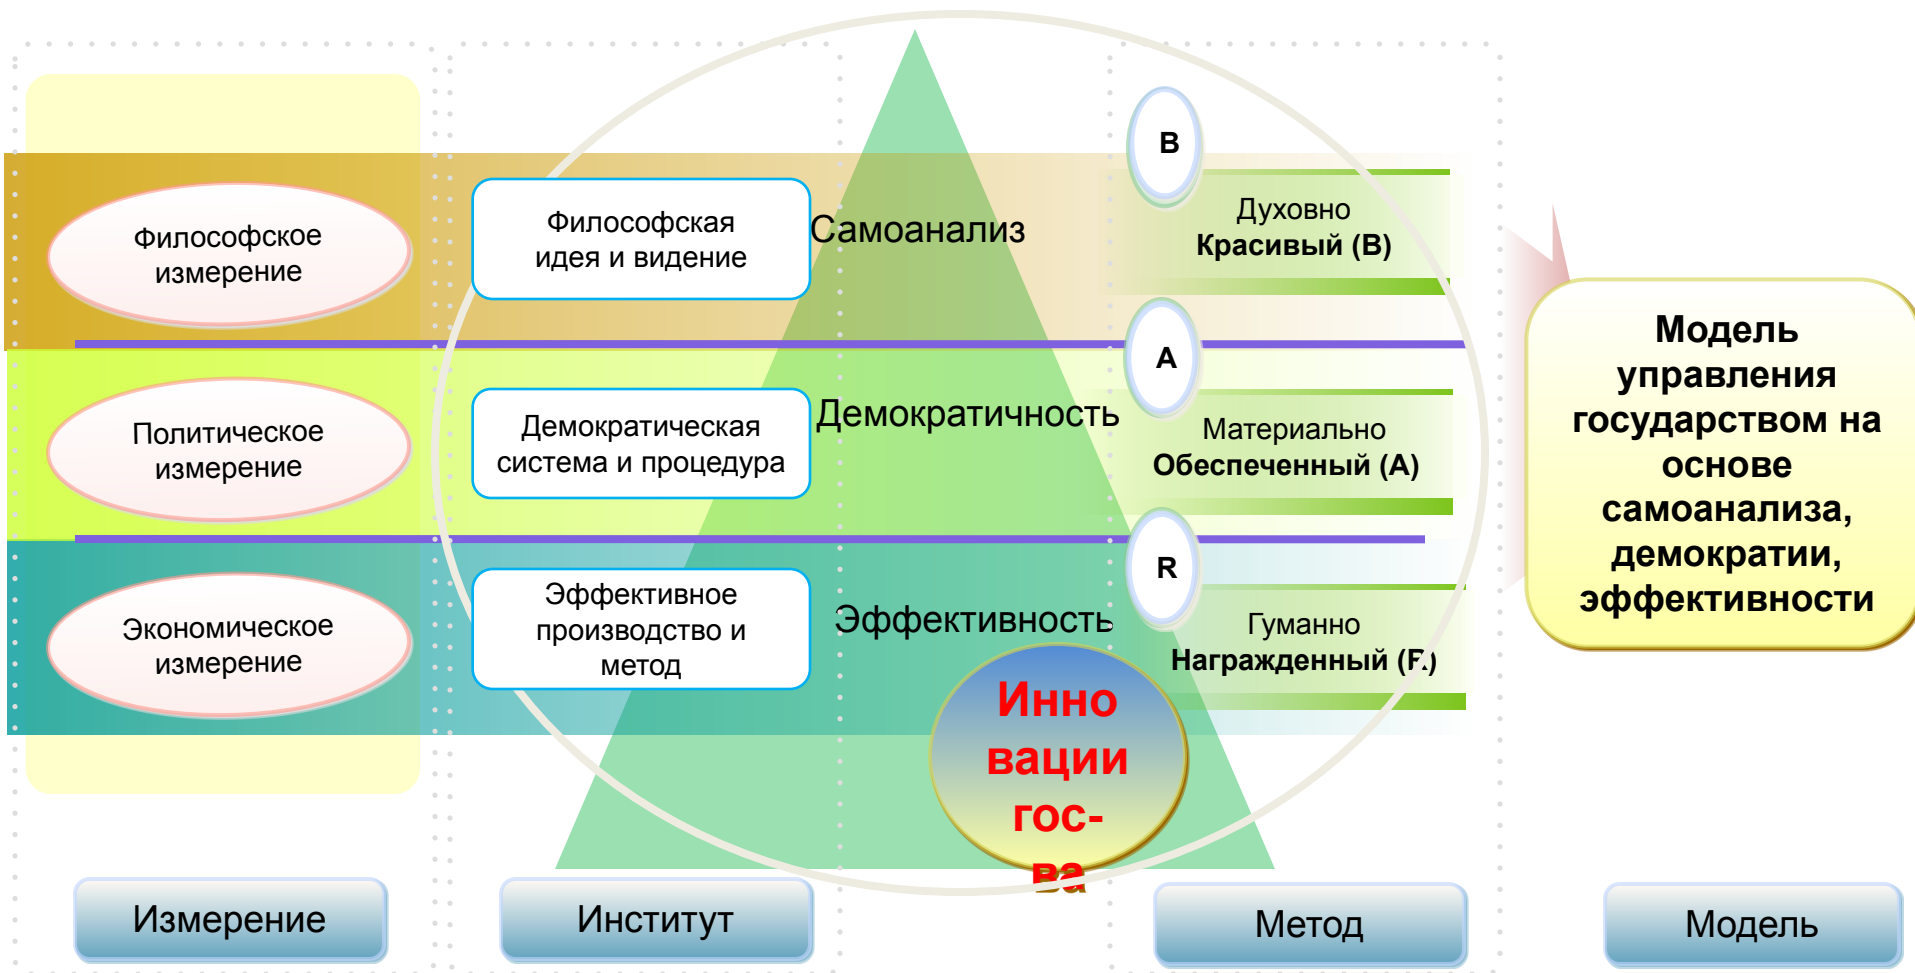 B
Философское
измерение
Философская
идея и видение
Самоанализ
Духовно
Красивый (B)
A
Политическое
измерение
Демократическая
система и процедура
Демократичность
Материально
Обеспеченный (A)
R
Экономическое
измерение
Эффективное
производство и
метод
Эффективность
Гуманно
Награжденный (R)
Инно
вации
гос-
ва
Модель
управления
государством на
основе
самоанализа,
демократии,
эффективности
Измерение
Институт
Метод
Модель